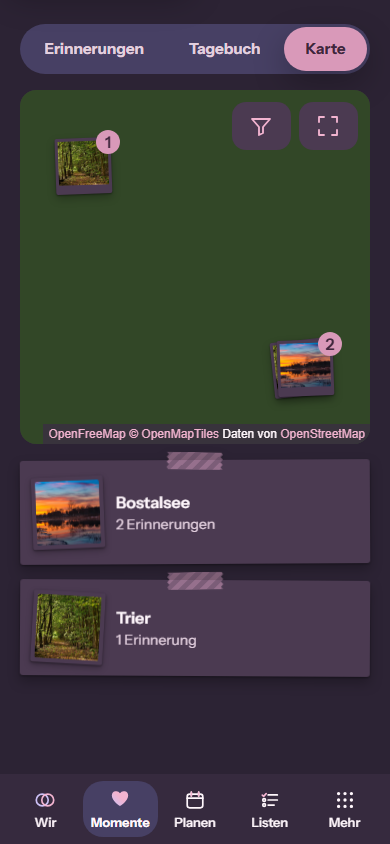 Erinnerungen Tagebuch Karte
1
2
OpenFreeMap © OpenMapTiles Daten von OpenStreetMap
Bostalsee
2 Erinnerungen
Trier
1 Erinnerung
Wir Momente Planen Listen Mehr